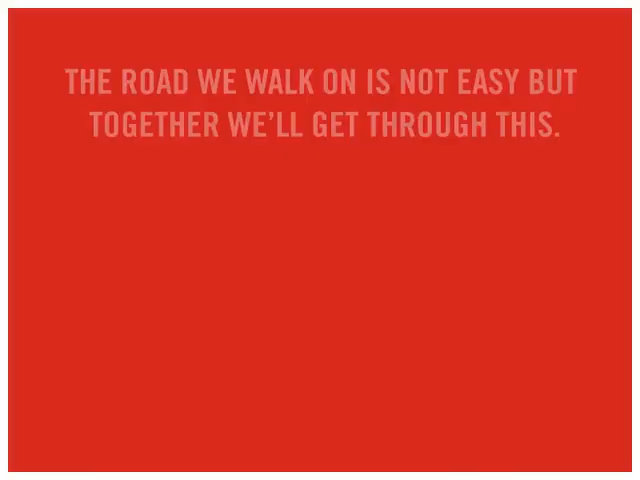 THE ROAD WE WALK ON IS NOT EASY BUT
TOGETHER WE’LL GET THROUGH THIS.